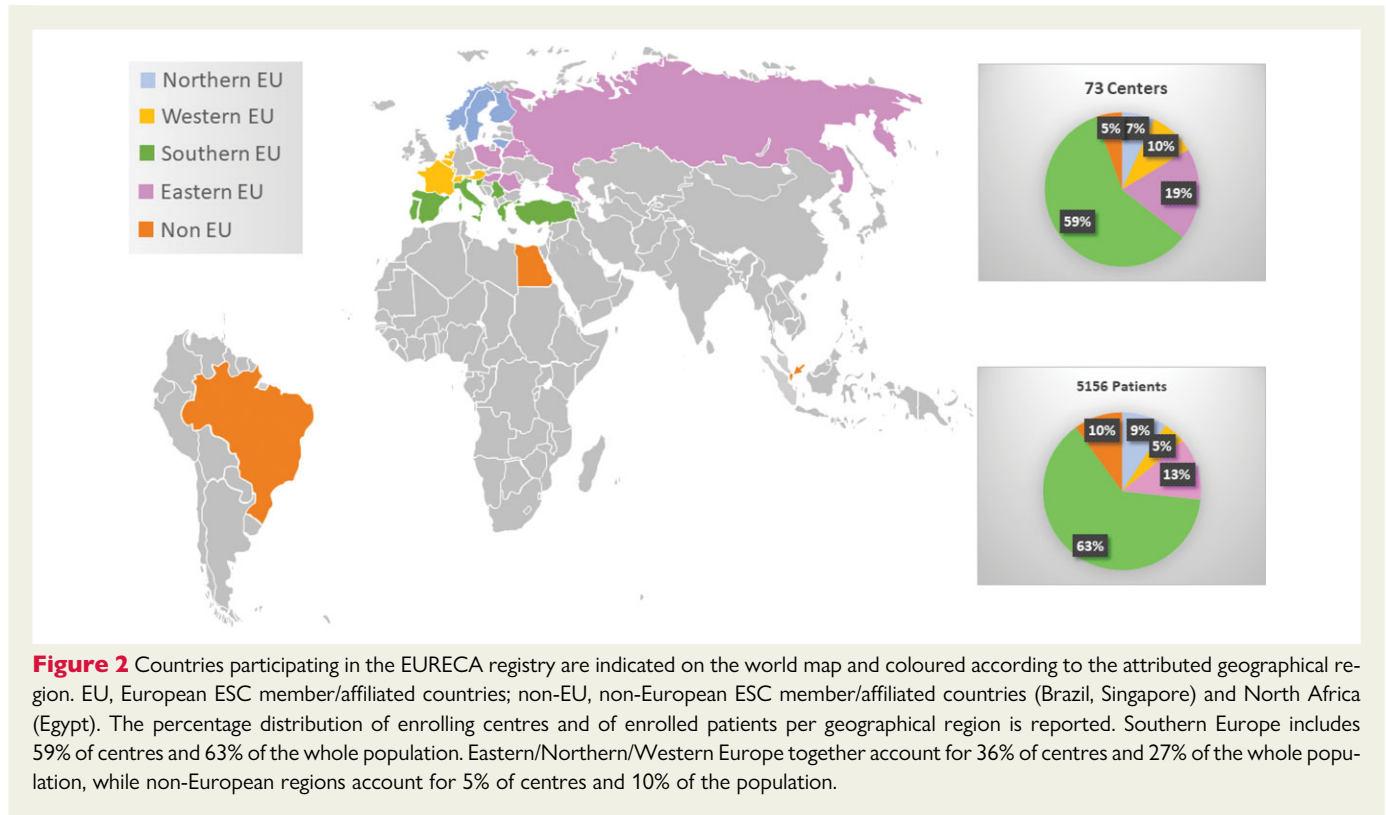 Northern EU
Western EU
Southern EU
Eastern EU
Non EU
73 Centers
5% 7%
10%
19%
59%
5156 Patients
10% 9%
5%
13%
63%
Figure 2 Countries participating in the EURECA registry are indicated on the world map and coloured according to the attributed geographical re-
gion. EU, European ESC member/affiliated countries; non-EU, non-European ESC member/affiliated countries (Brazil, Singapore) and North Africa
(Egypt). The percentage distribution of enrolling centres and of enrolled patients per geographical region is reported. Southern Europe includes
59% of centres and 63% of the whole population. Eastern/Northern/Western Europe together account for 36% of centres and 27% of the whole popu-
lation, while non-European regions account for 5% of centres and 10% of the population.